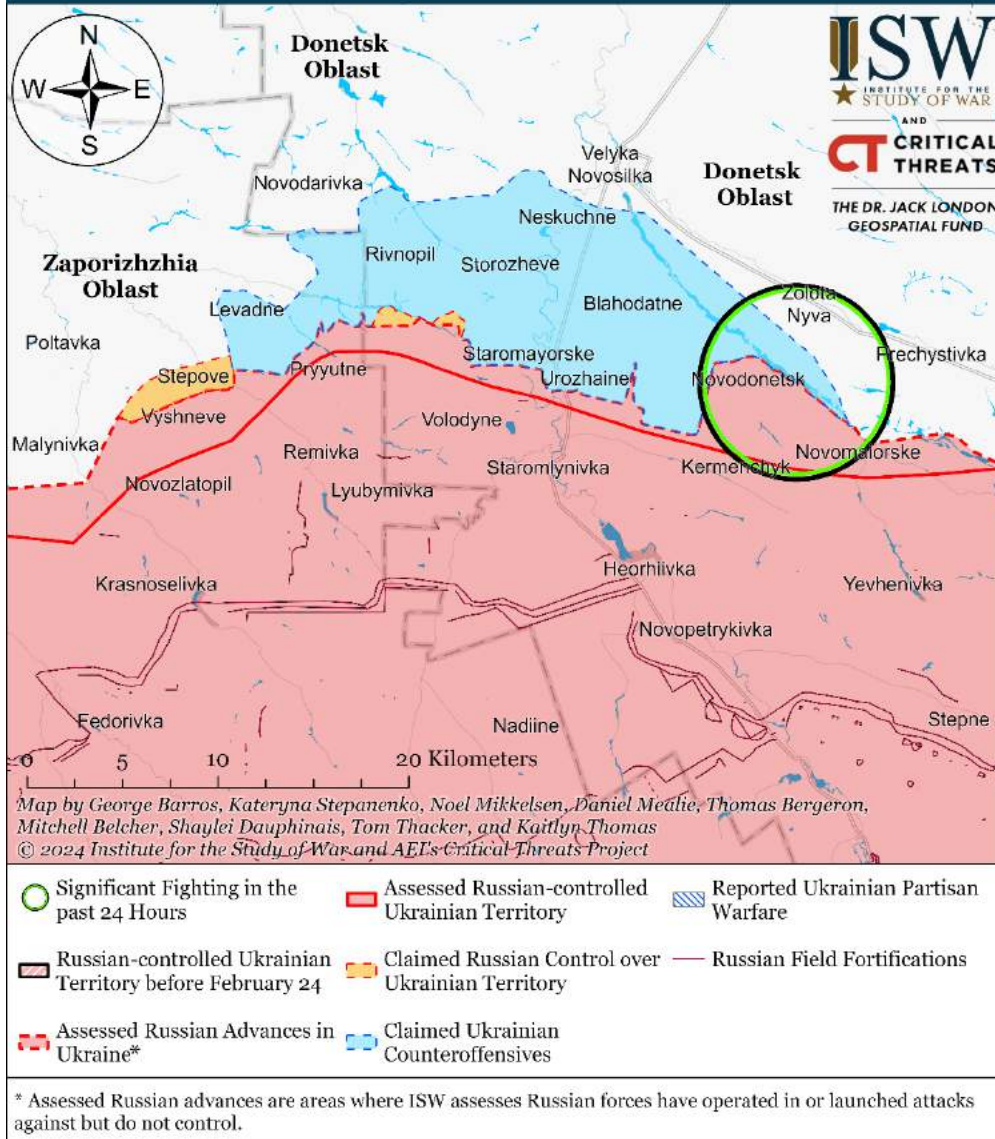 N
W E
S
Donetsk
Oblast
ISW
INSTITUTE FOR THE
STUDY OF WAR
AND
CT CRITICAL
THREATS
THE DR. JACK LONDON
GEOSPATIAL FUND
Velyka
Novosilka
Donetsk
Oblast
Novodarivka
Neskuchne
Rivnopil
Storozheve
Zaporizhzhia
Oblast
Levadne
Blahodatne
Zolota
Nyva
Poltavka
Prechystivka
Staromayorske
Stepove
Pryyutne
Urozhaine
Novodonetsk
Vyshneve
Volodyne
Malynivka
Remivka
Staromlynivka
Kermenchyk
Novomaiorske
Novozlatopil
Lyubymivka
Krasnoselivka
Heorhiivka
Yevhenivka
Novopetrykivka
Fedorivka
Nadiine
Stepne
0 5 10 20 Kilometers
Map by George Barros, Kateryna Stepanenko, Noel Mikkelsen, Daniel Mealie, Thomas Bergeron,
Mitchell Belcher, Shaylei Dauphinais, Tom Thacker, and Kaitlyn Thomas
© 2024 Institute for the Study of War and AEI's Critical Threats Project
Significant Fighting in the
past 24 Hours
Assessed Russian-controlled
Ukrainian Territory
Reported Ukrainian Partisan
Warfare
Russian-controlled Ukrainian
Territory before February 24
Claimed Russian Control over
Ukrainian Territory
Russian Field Fortifications
Assessed Russian Advances in
Ukraine*
Claimed Ukrainian
Counteroffensives
* Assessed Russian advances are areas where ISW assesses Russian forces have operated in or launched attacks
against but do not control.